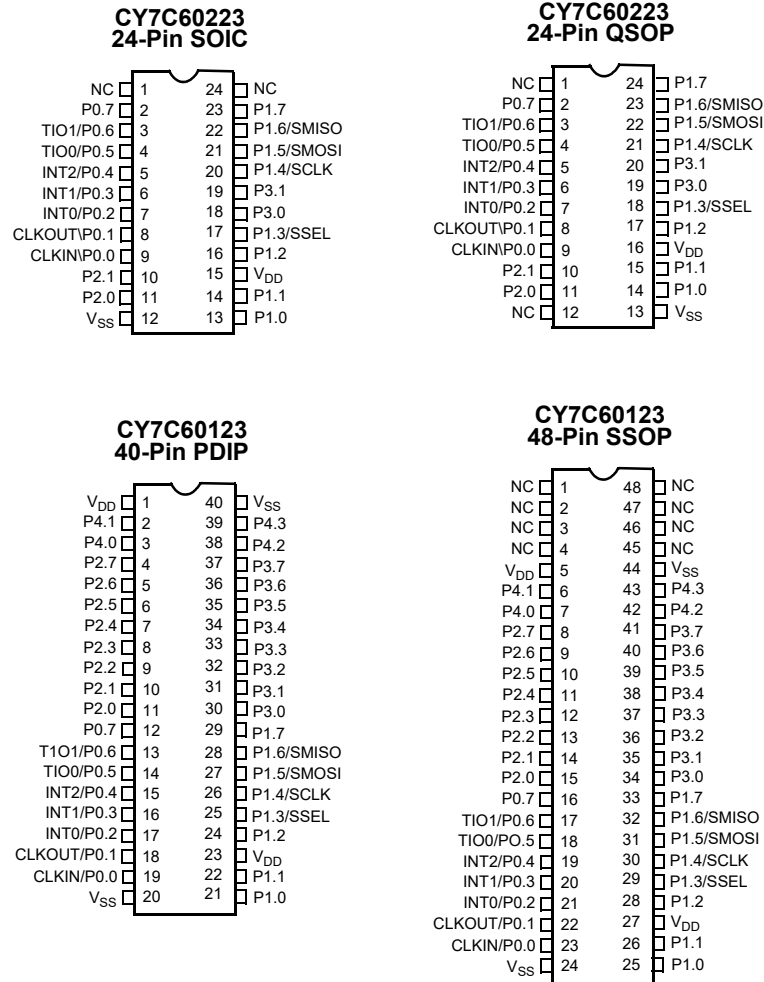 CY7C60223
24-Pin SOIC
NC 1 24 NC
P0.7 2 23 P1.7
TIO1/P0.6 3 22 P1.6/SMISO
TIO0/P0.5 4 21 P1.5/SMOSI
INT2/P0.4 5 20 P1.4/SCLK
INT1/P0.3 6 19 P3.1
INT0/P0.2 7 18 P3.0
CLKOUT\P0.1 8 17 P1.3/SSEL
CLKIN\P0.0 9 16 P1.2
P2.1 10 15 VDD
P2.0 11 14 P1.1
VSS 12 13 P1.0
CY7C60223
24-Pin QSOP
NC 1 24 P1.7
P0.7 2 23 P1.6/SMISO
TIO1/P0.6 3 22 P1.5/SMOSI
TIO0/P0.5 4 21 P1.4/SCLK
INT2/P0.4 5 20 P3.1
INT1/P0.3 6 19 P3.0
INT0/P0.2 7 18 P1.3/SSEL
CLKOUT\P0.1 8 17 P1.2
CLKIN\P0.0 9 16 VDD
P2.1 10 15 P1.1
P2.0 11 14 P1.0
NC 12 13 VSS
CY7C60123
40-Pin PDIP
VDD 1 40 VSS
P4.1 2 39 P4.3
P4.0 3 38 P4.2
P2.7 4 37 P3.7
P2.6 5 36 P3.6
P2.5 6 35 P3.5
P2.4 7 34 P3.4
P2.3 8 33 P3.3
P2.2 9 32 P3.2
P2.1 10 31 P3.1
P2.0 11 30 P3.0
P0.7 12 29 P1.7
T1O1/P0.6 13 28 P1.6/SMISO
TIO0/P0.5 14 27 P1.5/SMOSI
INT2/P0.4 15 26 P1.4/SCLK
INT1/P0.3 16 25 P1.3/SSEL
INT0/P0.2 17 24 P1.2
CLKOUT/P0.1 18 23 VDD
CLKIN/P0.0 19 22 P1.1
VSS 20 21 P1.0
CY7C60123
48-Pin SSOP
NC 1 48 NC
NC 2 47 NC
NC 3 46 NC
NC 4 45 NC
VDD 5 44 VSS
P4.1 6 43 P4.3
P4.0 7 42 P4.2
P2.7 8 41 P3.7
P2.6 9 40 P3.6
P2.5 10 39 P3.5
P2.4 11 38 P3.4
P2.3 12 37 P3.3
P2.2 13 36 P3.2
P2.1 14 35 P3.1
P2.0 15 34 P3.0
P0.7 16 33 P1.7
TIO1/P0.6 17 32 P1.6/SMISO
TIO0/PO.5 18 31 P1.5/SMOSI
INT2/P0.4 19 30 P1.4/SCLK
INT1/P0.3 20 29 P1.3/SSEL
INT0/P0.2 21 28 P1.2
CLKOUT/P0.1 22 27 VDD
CLKIN/P0.0 23 26 P1.1
VSS 24 25 P1.0